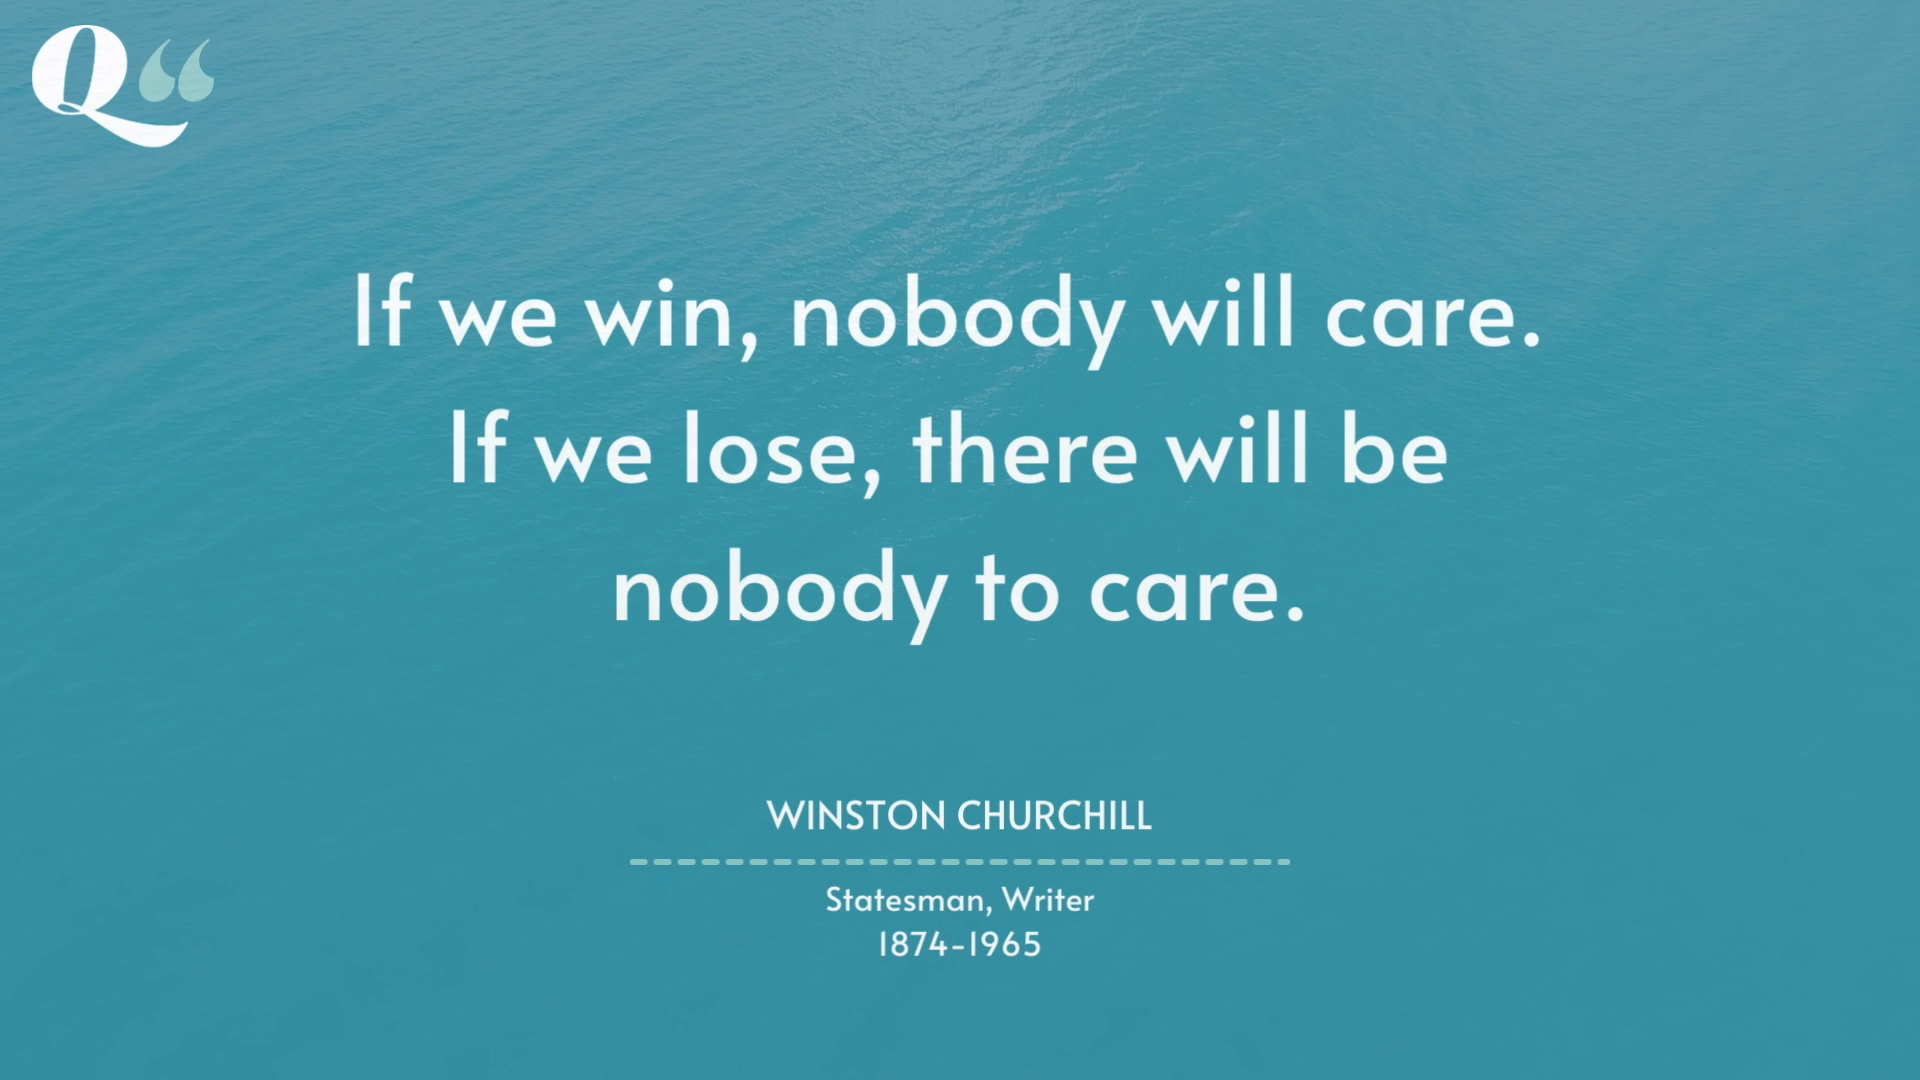 Q“
If we win, nobody will care.
If we lose, there will be
nobody to care.
WINSTON CHURCHILL
Statesman, Writer
1874-1965